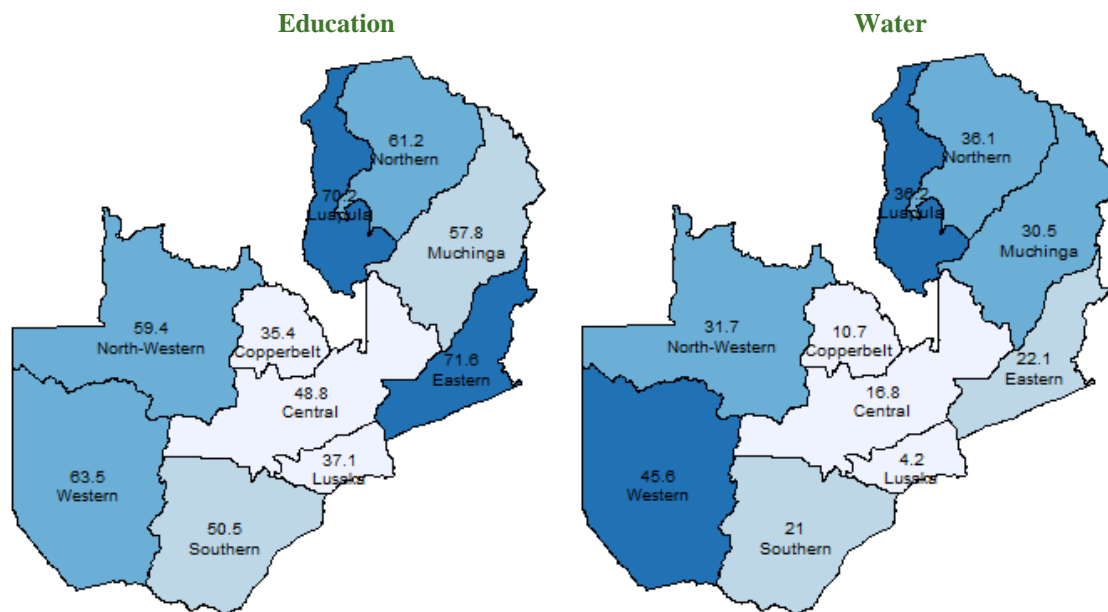 Education
61.2
Northern
70.2
Luapula
57.8
Muchinga
59.4
North-Western
35.4
Copperbelt
71.6
Eastern
48.8
Central
37.1
Lusaka
63.5
Western
50.5
Southern
Water
36.1
Northern
36.2
Luapula
30.5
Muchinga
31.7
North-Western
10.7
Copperbelt
22.1
Eastern
16.8
Central
4.2
Lusaka
45.6
Western
21
Southern